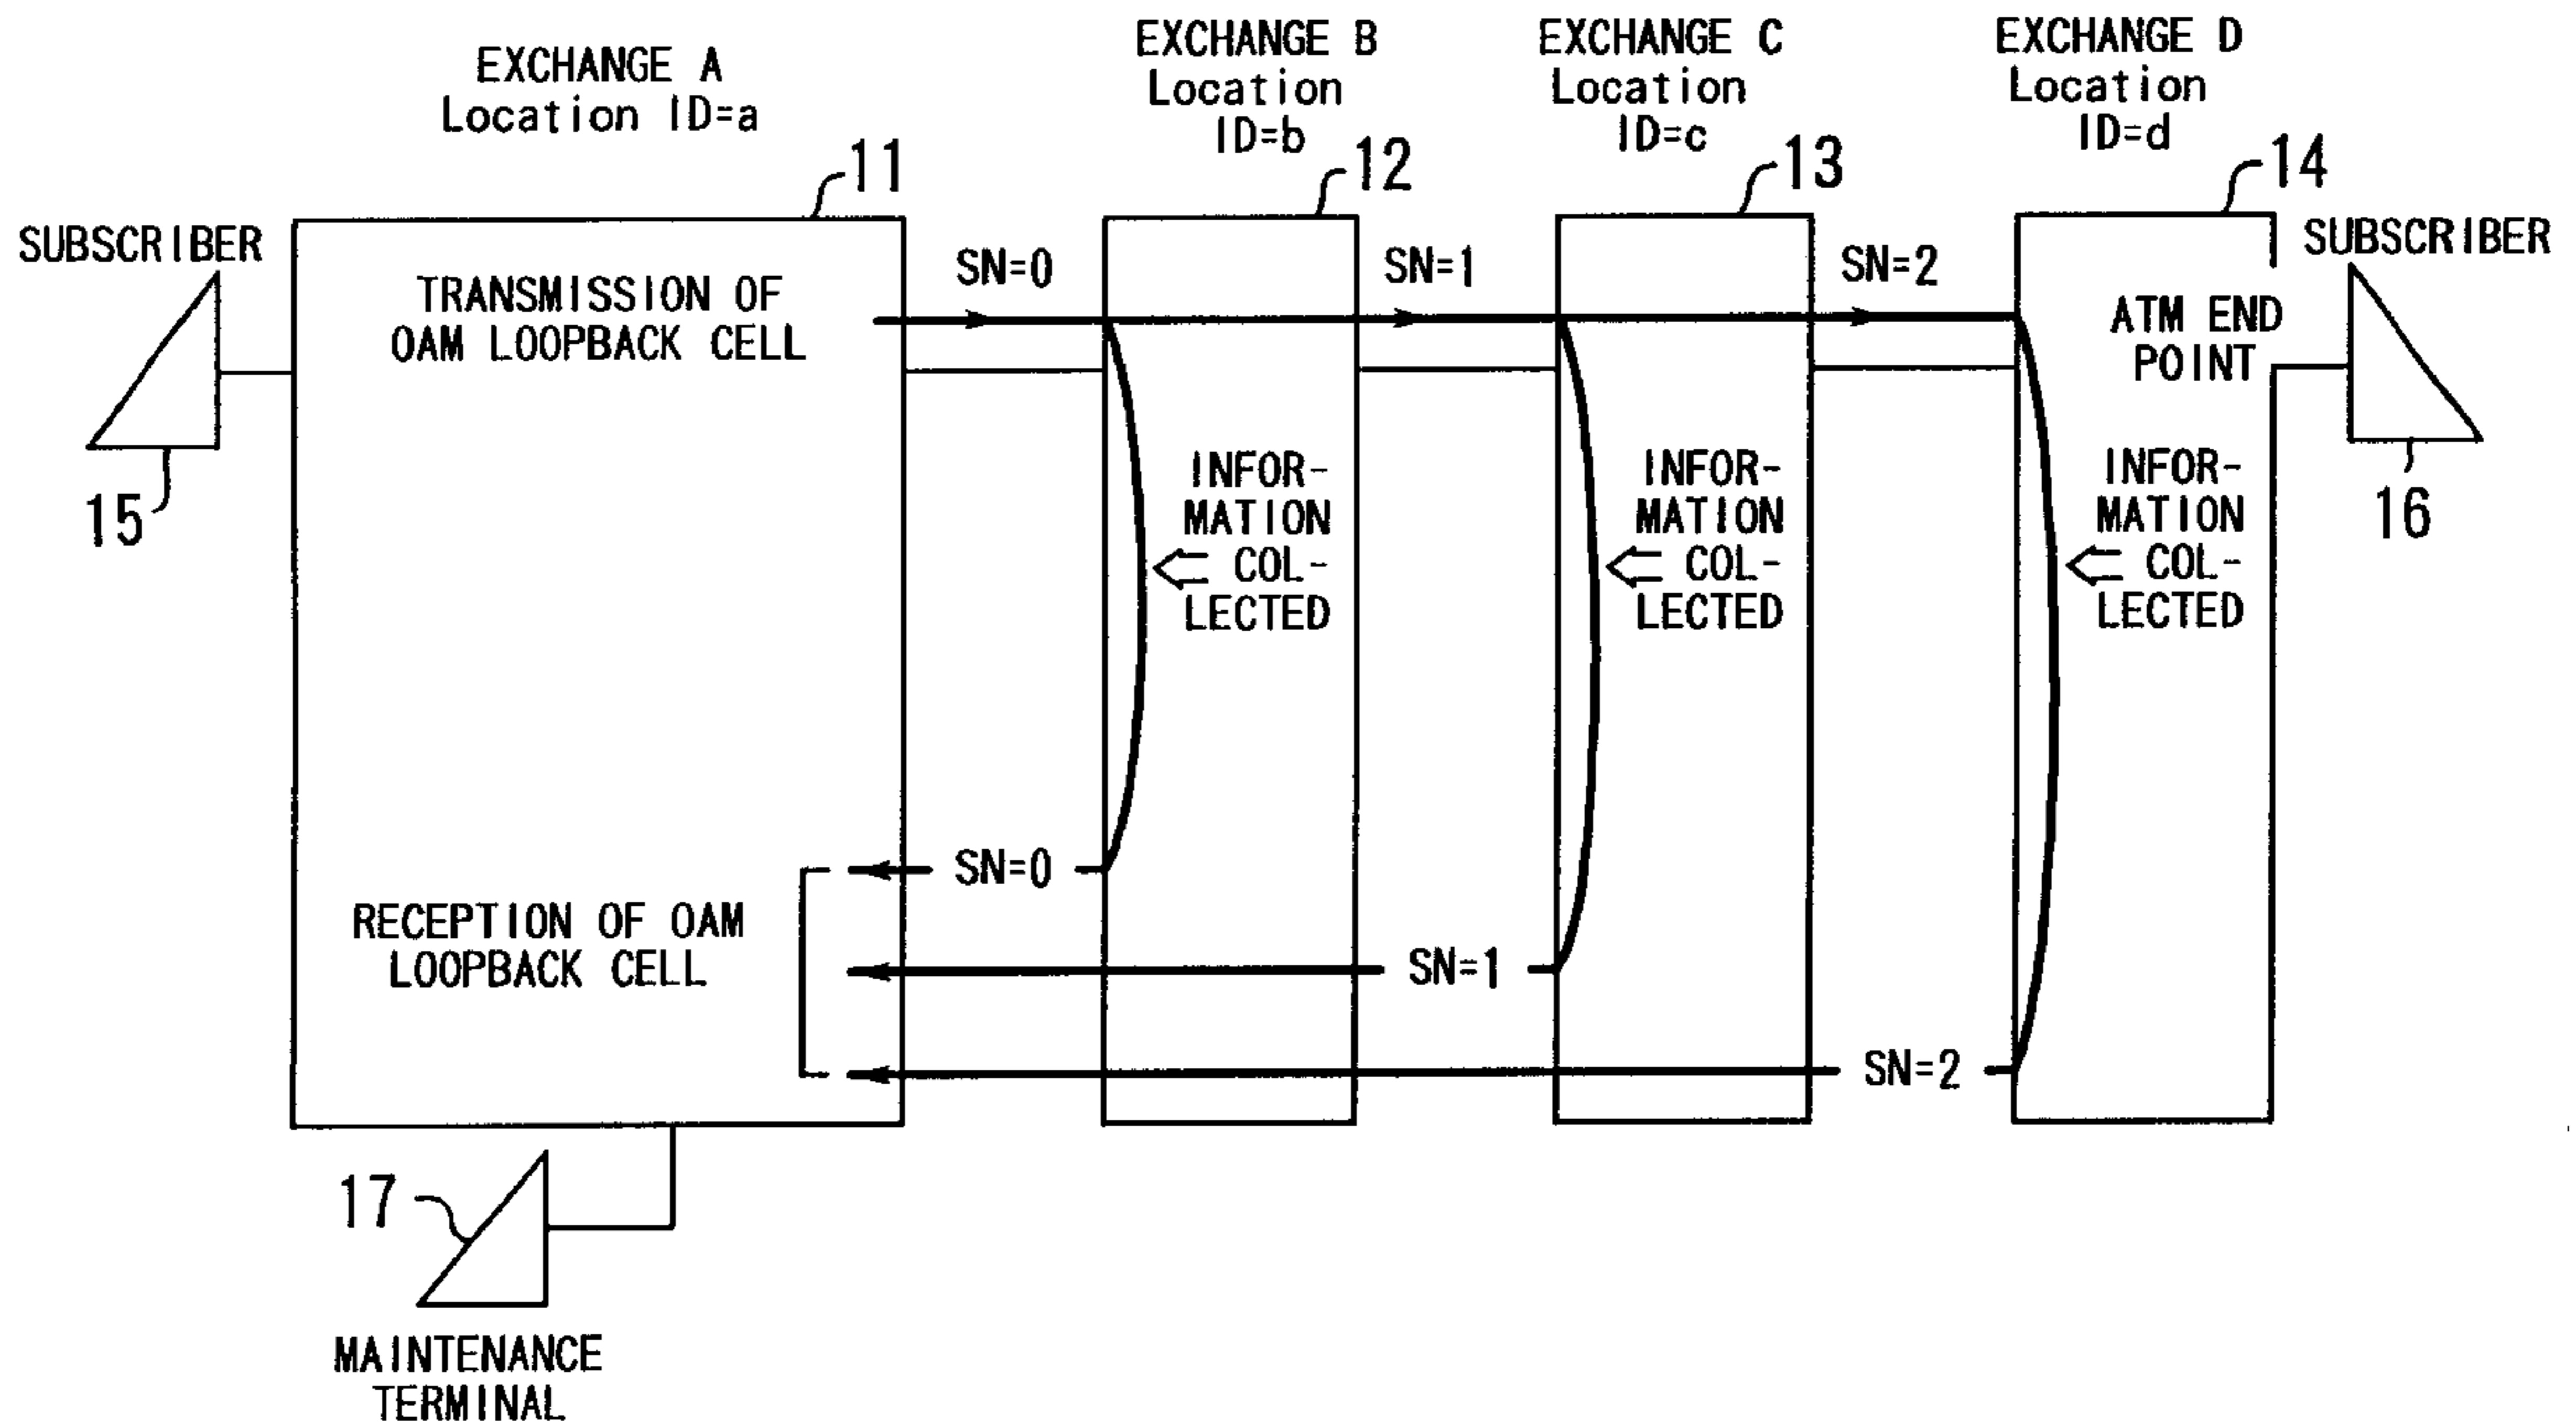 EXCHANGE A
Location ID=a
EXCHANGE B
Location
ID=b
EXCHANGE C
Location
ID=c
EXCHANGE D
Location
ID=d
11
12
13
14
SUBSCRIBER
SUBSCRIBER
15
16
TRANSMISSION OF
OAM LOOPBACK CELL
SN=0
SN=1
SN=2
ATM END
POINT
INFOR-
MATION
COL-
LECTED
INFOR-
MATION
COL-
LECTED
INFOR-
MATION
COL-
LECTED
RECEPTION OF OAM
LOOPBACK CELL
SN=0
SN=1
SN=2
17
MAINTENANCE
TERMINAL